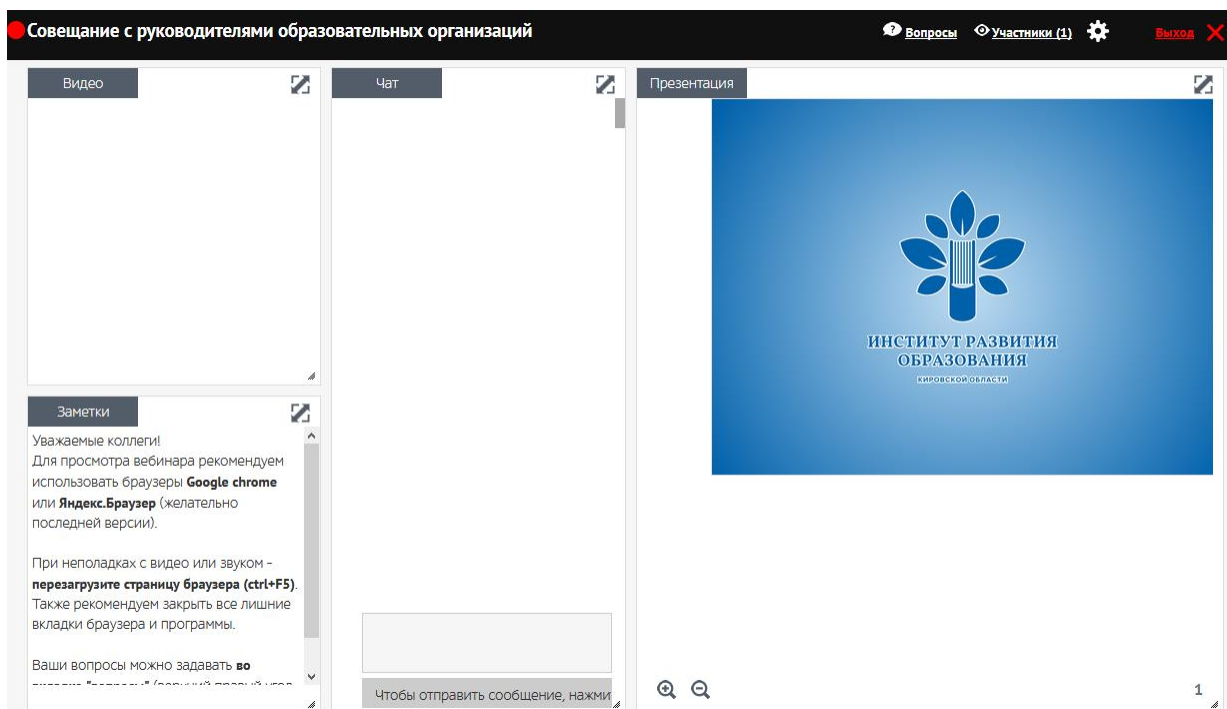 Совещание с руководителями образовательных организаций
Вопросы
Участники (1)
Выход
Видео
Чат
Презентация
ИНСТИТУТ РАЗВИТИЯ
ОБРАЗОВАНИЯ
КИРОВСКОЙ ОБЛАСТИ
Заметки
Уважаемые коллеги!
Для просмотра вебинара рекомендуем
использовать браузеры Google chrome
или Яндекс.Браузер (желательно
последней версии).
При неполадках с видео или звуком –
перезагрузите страницу браузера (ctrl+F5).
Также рекомендуем закрыть все лишние
вкладки браузера и программы.
Ваши вопросы можно задавать во
Чтобы отправить сообщение, нажми
1